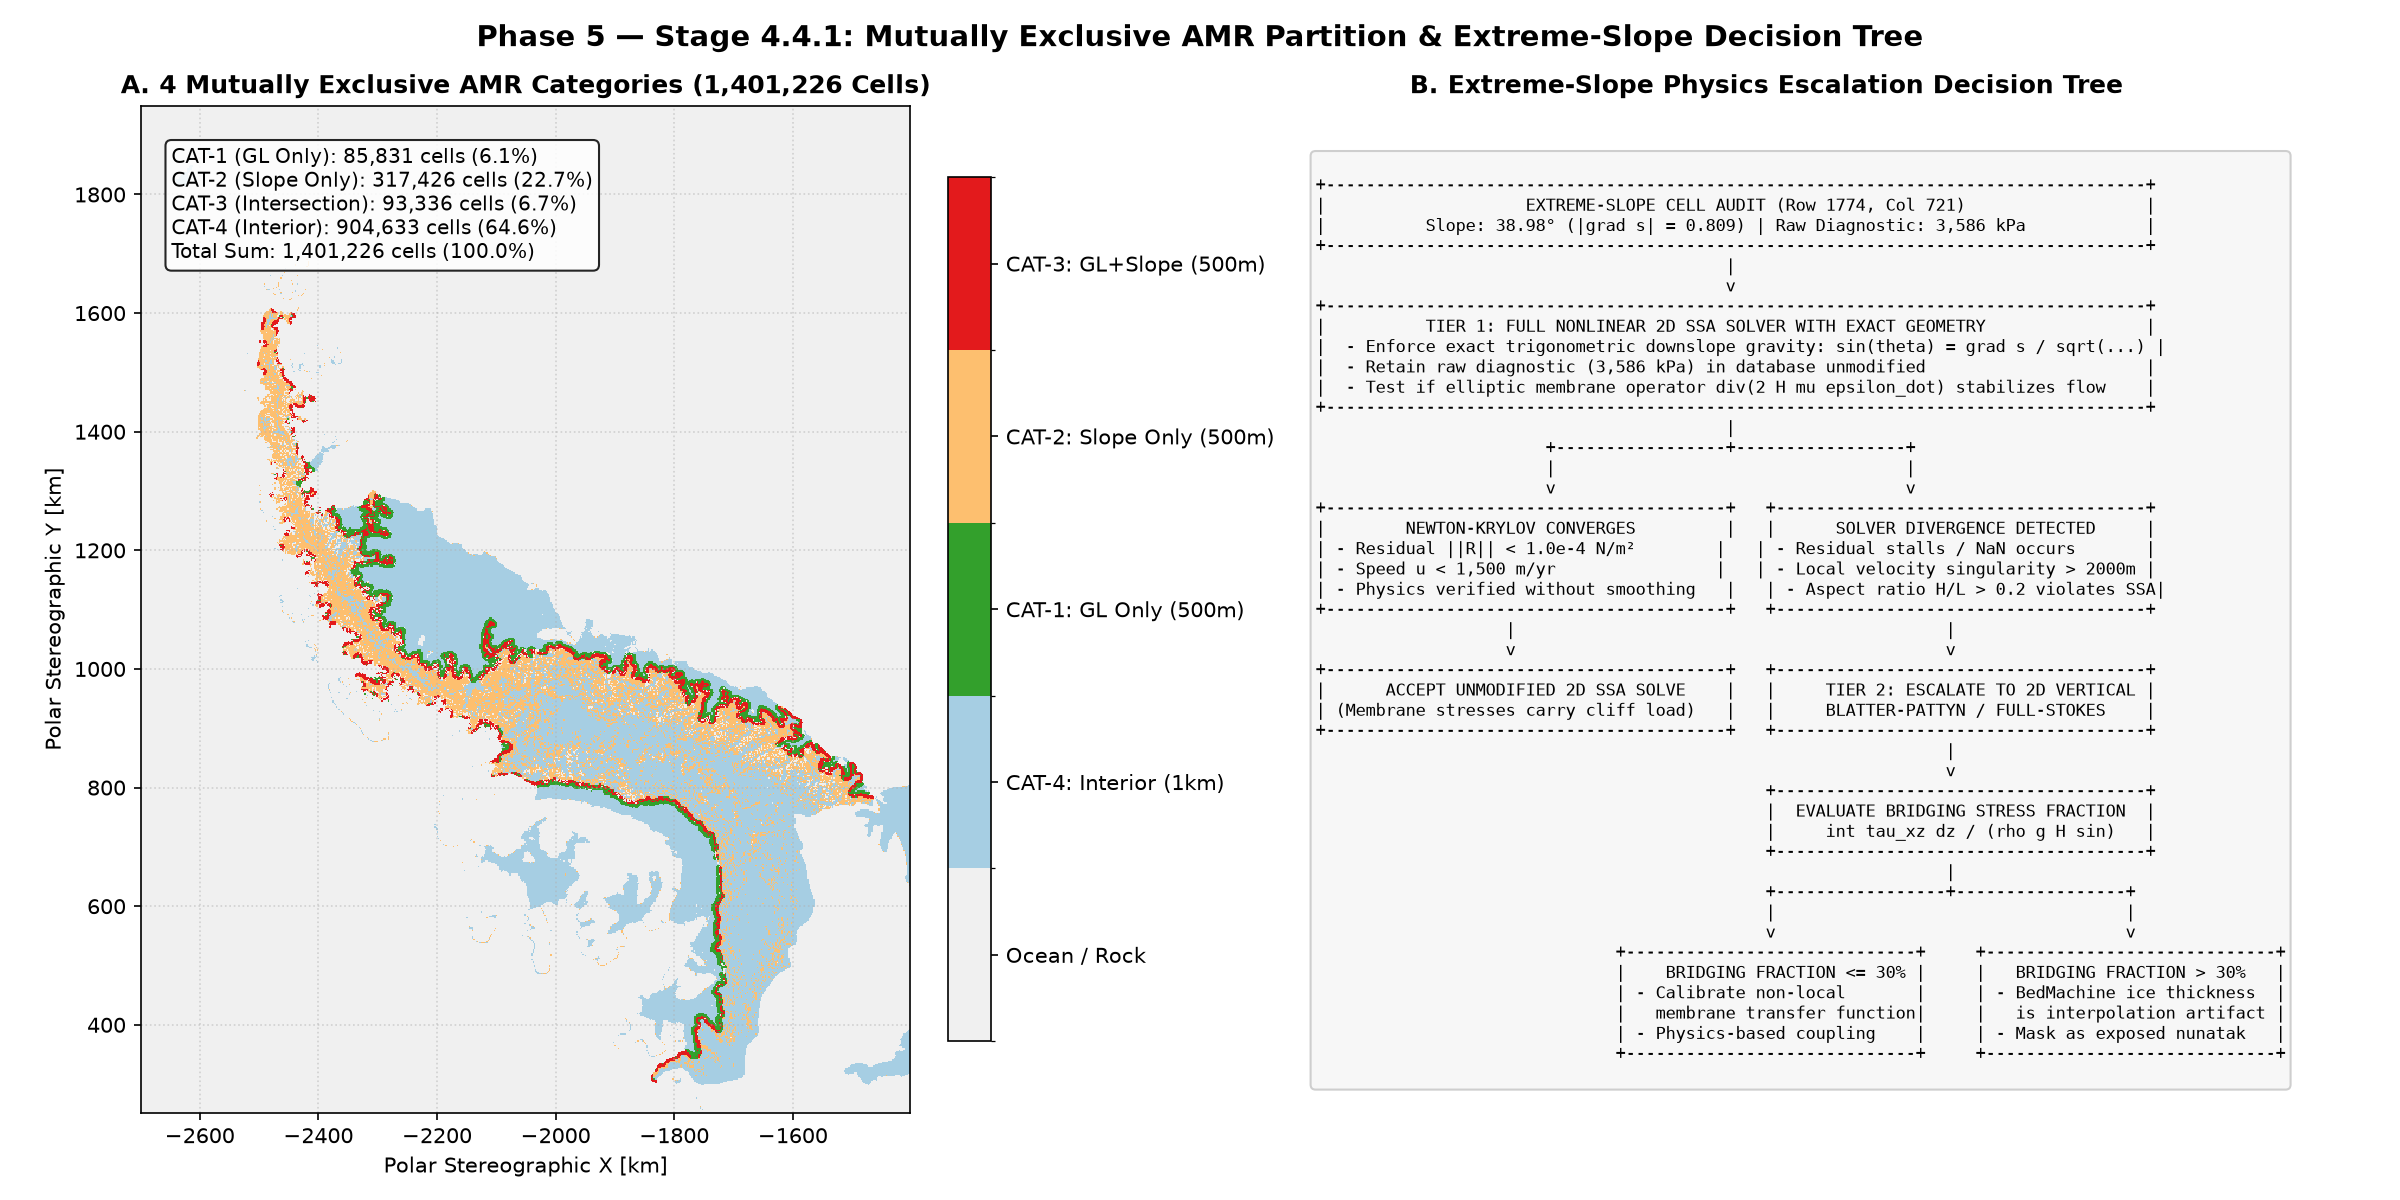 Phase 5 — Stage 4.4.1: Mutually Exclusive AMR Partition & Extreme-Slope Decision Tree
A. 4 Mutually Exclusive AMR Categories (1,401,226 Cells)
CAT-1 (GL Only): 85,831 cells (6.1%)
CAT-2 (Slope Only): 317,426 cells (22.7%)
CAT-3 (Intersection): 93,336 cells (6.7%)
CAT-4 (Interior): 904,633 cells (64.6%)
Total Sum: 1,401,226 cells (100.0%)
Polar Stereographic Y [km]
1800
1600
1400
1200
1000
800
600
400
−2600 −2400 −2200 −2000 −1800 −1600
Polar Stereographic X [km]
CAT-3: GL+Slope (500m)
CAT-2: Slope Only (500m)
CAT-1: GL Only (500m)
CAT-4: Interior (1km)
Ocean / Rock
B. Extreme-Slope Physics Escalation Decision Tree
EXTREME-SLOPE CELL AUDIT (Row 1774, Col 721)
Slope: 38.98° (|grad s| = 0.809) | Raw Diagnostic: 3,586 kPa
v
TIER 1: FULL NONLINEAR 2D SSA SOLVER WITH EXACT GEOMETRY
- Enforce exact trigonometric downslope gravity: sin(theta) = grad s / sqrt(...)
- Retain raw diagnostic (3,586 kPa) in database unmodified
- Test if elliptic membrane operator div(2 H mu epsilon_dot) stabilizes flow
v v
NEWTON-KRYLOV CONVERGES
- Residual ||R|| < 1.0e-4 N/m²
- Speed u < 1,500 m/yr
- Physics verified without smoothing
v
ACCEPT UNMODIFIED 2D SSA SOLVE
(Membrane stresses carry cliff load)
SOLVER DIVERGENCE DETECTED
- Residual stalls / NaN occurs
- Local velocity singularity > 2000m
- Aspect ratio H/L > 0.2 violates SSA
v
TIER 2: ESCALATE TO 2D VERTICAL
BLATTER-PATTYN / FULL-STOKES
v
EVALUATE BRIDGING STRESS FRACTION
int tau_xz dz / (rho g H sin)
v v
BRIDGING FRACTION <= 30%
- Calibrate non-local
membrane transfer function
- Physics-based coupling
BRIDGING FRACTION > 30%
- BedMachine ice thickness
is interpolation artifact
- Mask as exposed nunatak